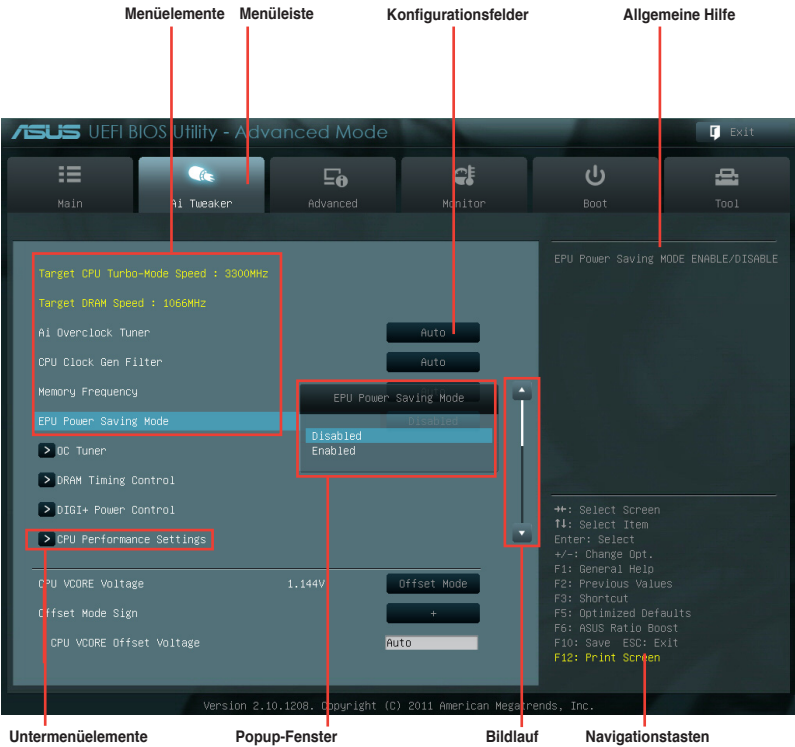 Menüelemente Menüleiste Konfigurationsfelder Allgemeine Hilfe
ASUS UEFI BIOS Utility - Advanced Mode
Exit
Main Ai Tweaker Advanced Monitor Boot Tool
EPU Power Saving MODE ENABLE/DISABLE
Target CPU Turbo-Mode Speed : 3300MHz
Target DRAM Speed : 1066MHz
Ai Overclock Tuner Auto
CPU Clock Gen Filter Auto
Memory Frequency
EPU Power Saving Mode Disabled
EPU Power Saving Mode
Disabled
Enabled
> OC Tuner
> DRAM Timing Control
> DIGI+ Power Control
> CPU Performance Settings
CPU VCORE Voltage 1.144V Offset Mode
Offset Mode Sign +
CPU VCORE Offset Voltage Auto
→←: Select Screen
↑↓: Select Item
Enter: Select
+/-: Change Opt.
F1: General Help
F2: Previous Values
F3: Shortcut
F5: Optimized Defaults
F6: ASUS Ratio Boost
F10: Save ESC: Exit
F12: Print Screen
Version 2.10.1208. Copyright (C) 2011 American Megatrends, Inc.
Untermenüelemente Popup-Fenster Bildlauf Navigationstasten